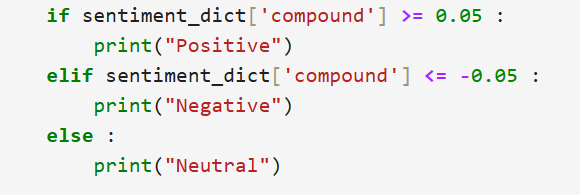 if sentiment_dict['compound'] >= 0.05 :
    print("Positive")
elif sentiment_dict['compound'] <= -0.05 :
    print("Negative")
else :
    print("Neutral")